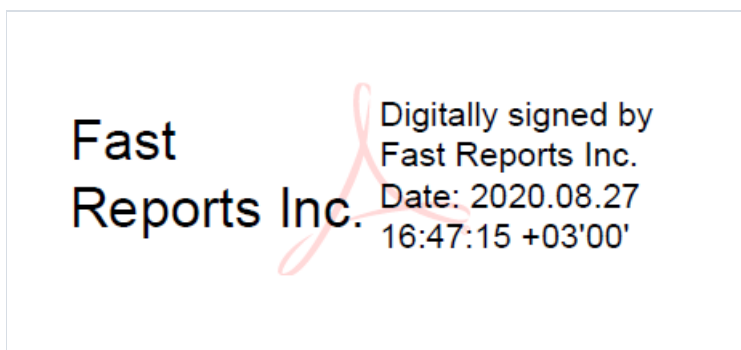 Fast
Reports Inc.
Digitally signed by
Fast Reports Inc.
Date: 2020.08.27
16:47:15 +03'00'